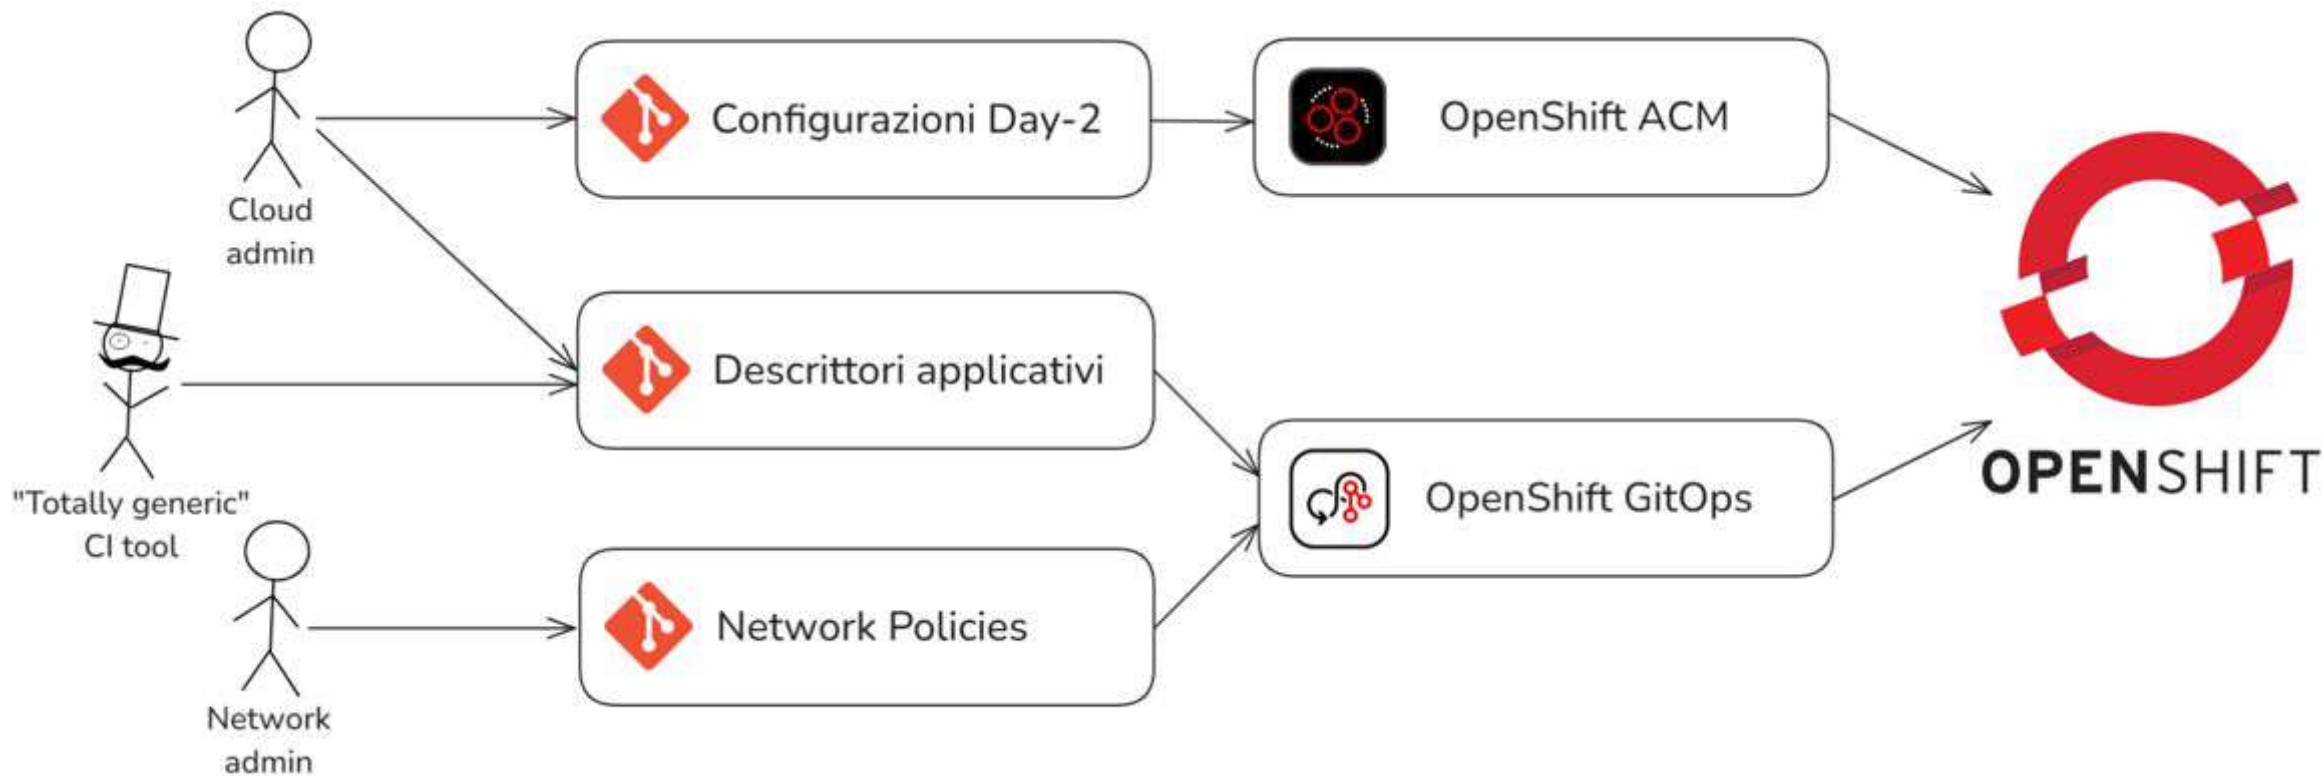 Cloud
admin
Configurazioni Day-2
OpenShift ACM
"Totally generic"
CI tool
Descrittori applicativi
OpenShift GitOps
OPENSHIFT
Network
admin
Network Policies